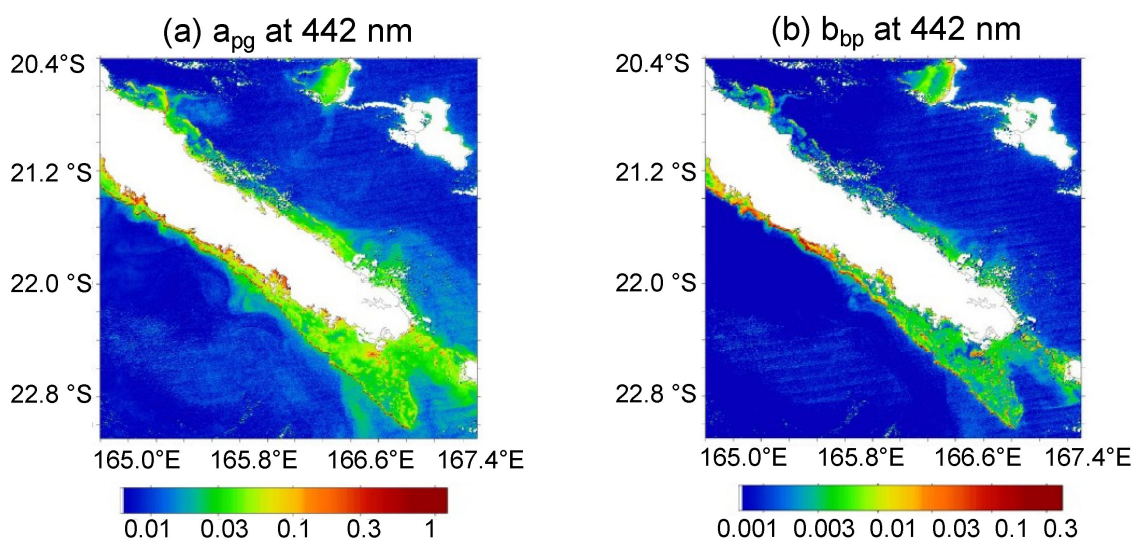 (a) apg at 442 nm
20.4°S
21.2 °S
22.0 °S
22.8 °S
165.0°E 165.8°E 166.6°E 167.4°E
0.01 0.03 0.1 0.3 1
(b) bbp at 442 nm
20.4°S
21.2°S
22.0 °S
22.8 °S
165.0°E 165.8°E 166.6°E 167.4°E
0.001 0.003 0.01 0.03 0.1 0.3